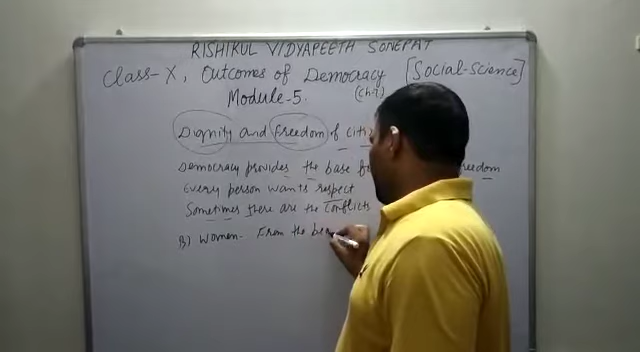 RISHIKUL VIDYAPEETH SONEPAT
Class-X, Outcomes of Democracy [Social-Science]
Module-5. (Ch-7)
Dignity and Freedom of
Democracy provides the base
Every person wants respect
Sometimes there are the conflicts
B) Women- From the